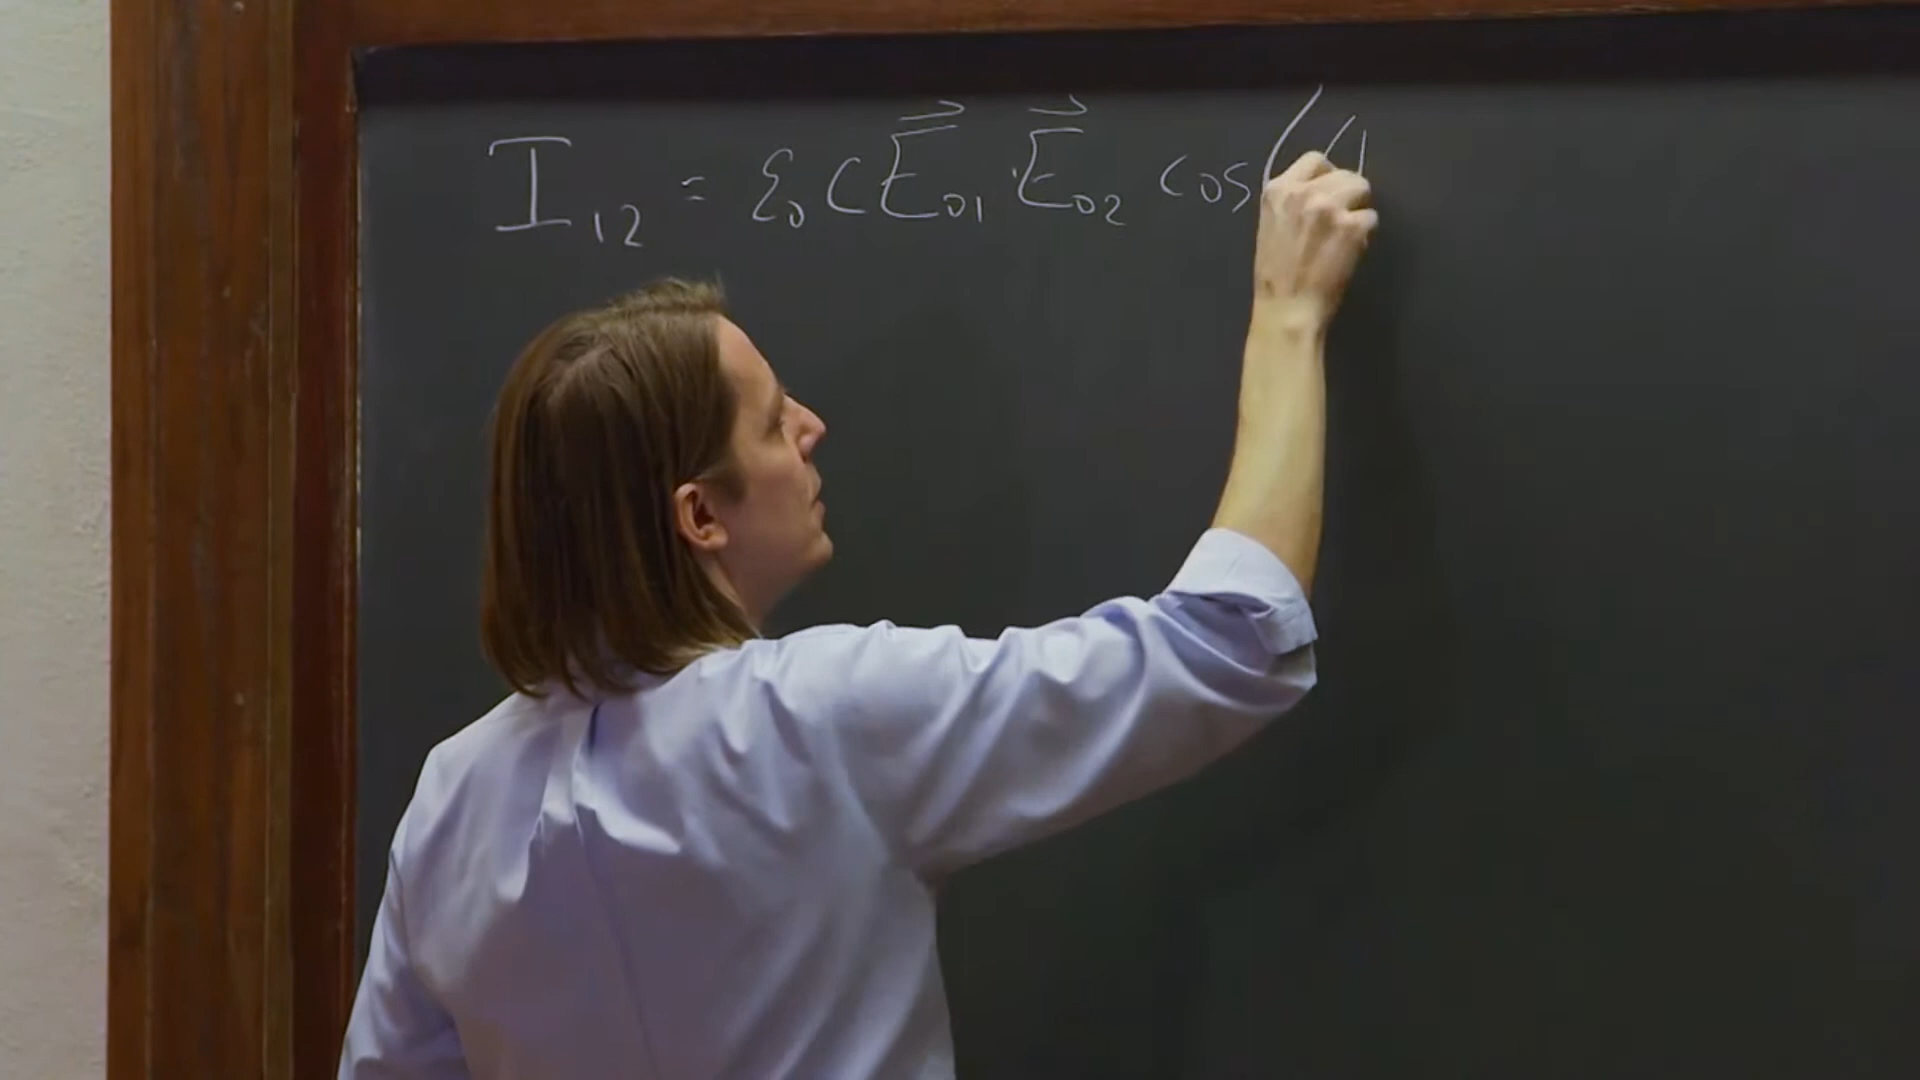 I₁₂ = ε₀ c E⃗₀₁ · E⃗₀₂ cos (